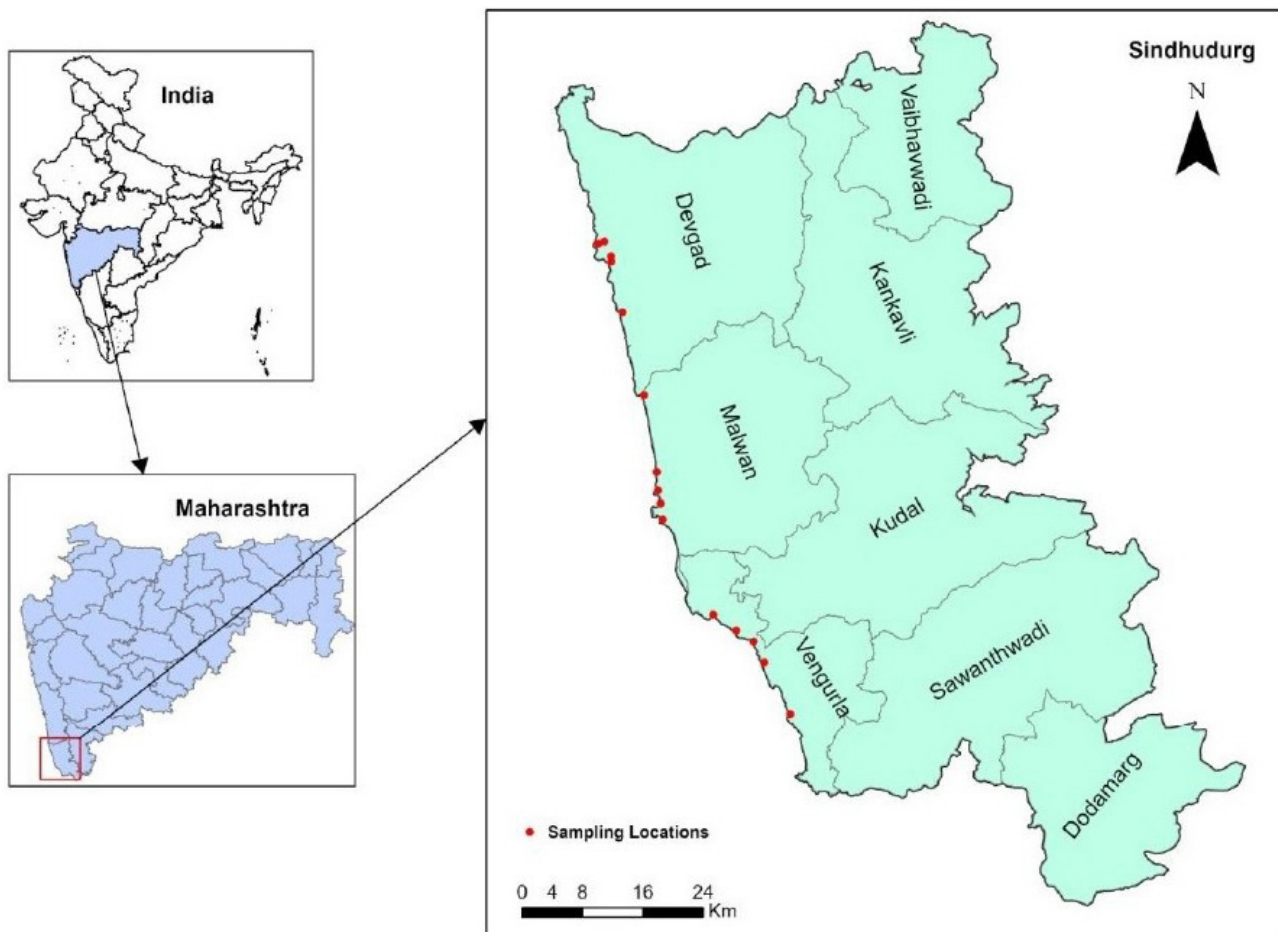 India
Maharashtra
Sindhudurg
N
Vaibhavwadi
Devgad
Kankavli
Malwan
Kudal
Sawanthwadi
Vengurla
Dodamarg
Sampling Locations
0 4 8 16 24
Km